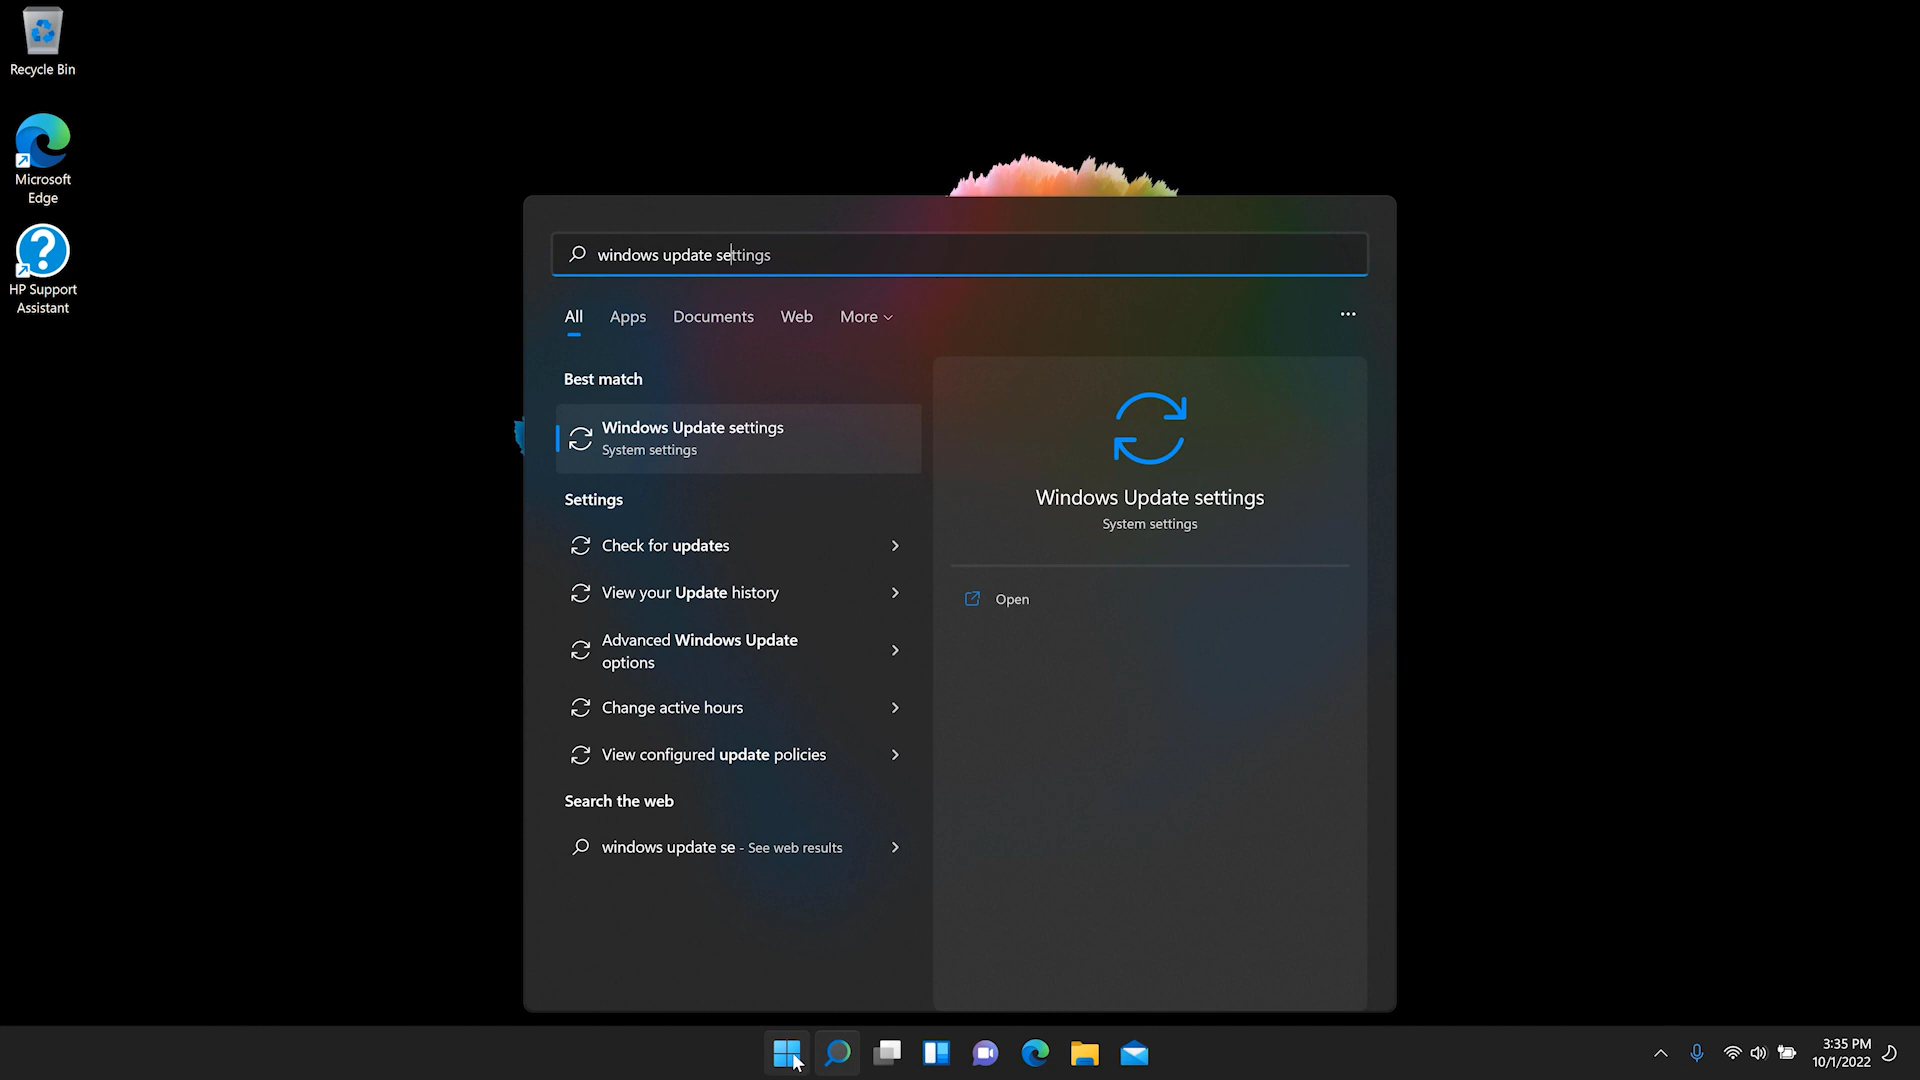 Recycle Bin
Microsoft
Edge
HP Support
Assistant
windows update settings
All Apps Documents Web More
Best match
Windows Update settings
System settings
Settings
Check for updates
View your Update history
Advanced Windows Update
options
Change active hours
View configured update policies
Search the web
windows update se - See web results
Windows Update settings
System settings
Open
3:35 PM
10/1/2022